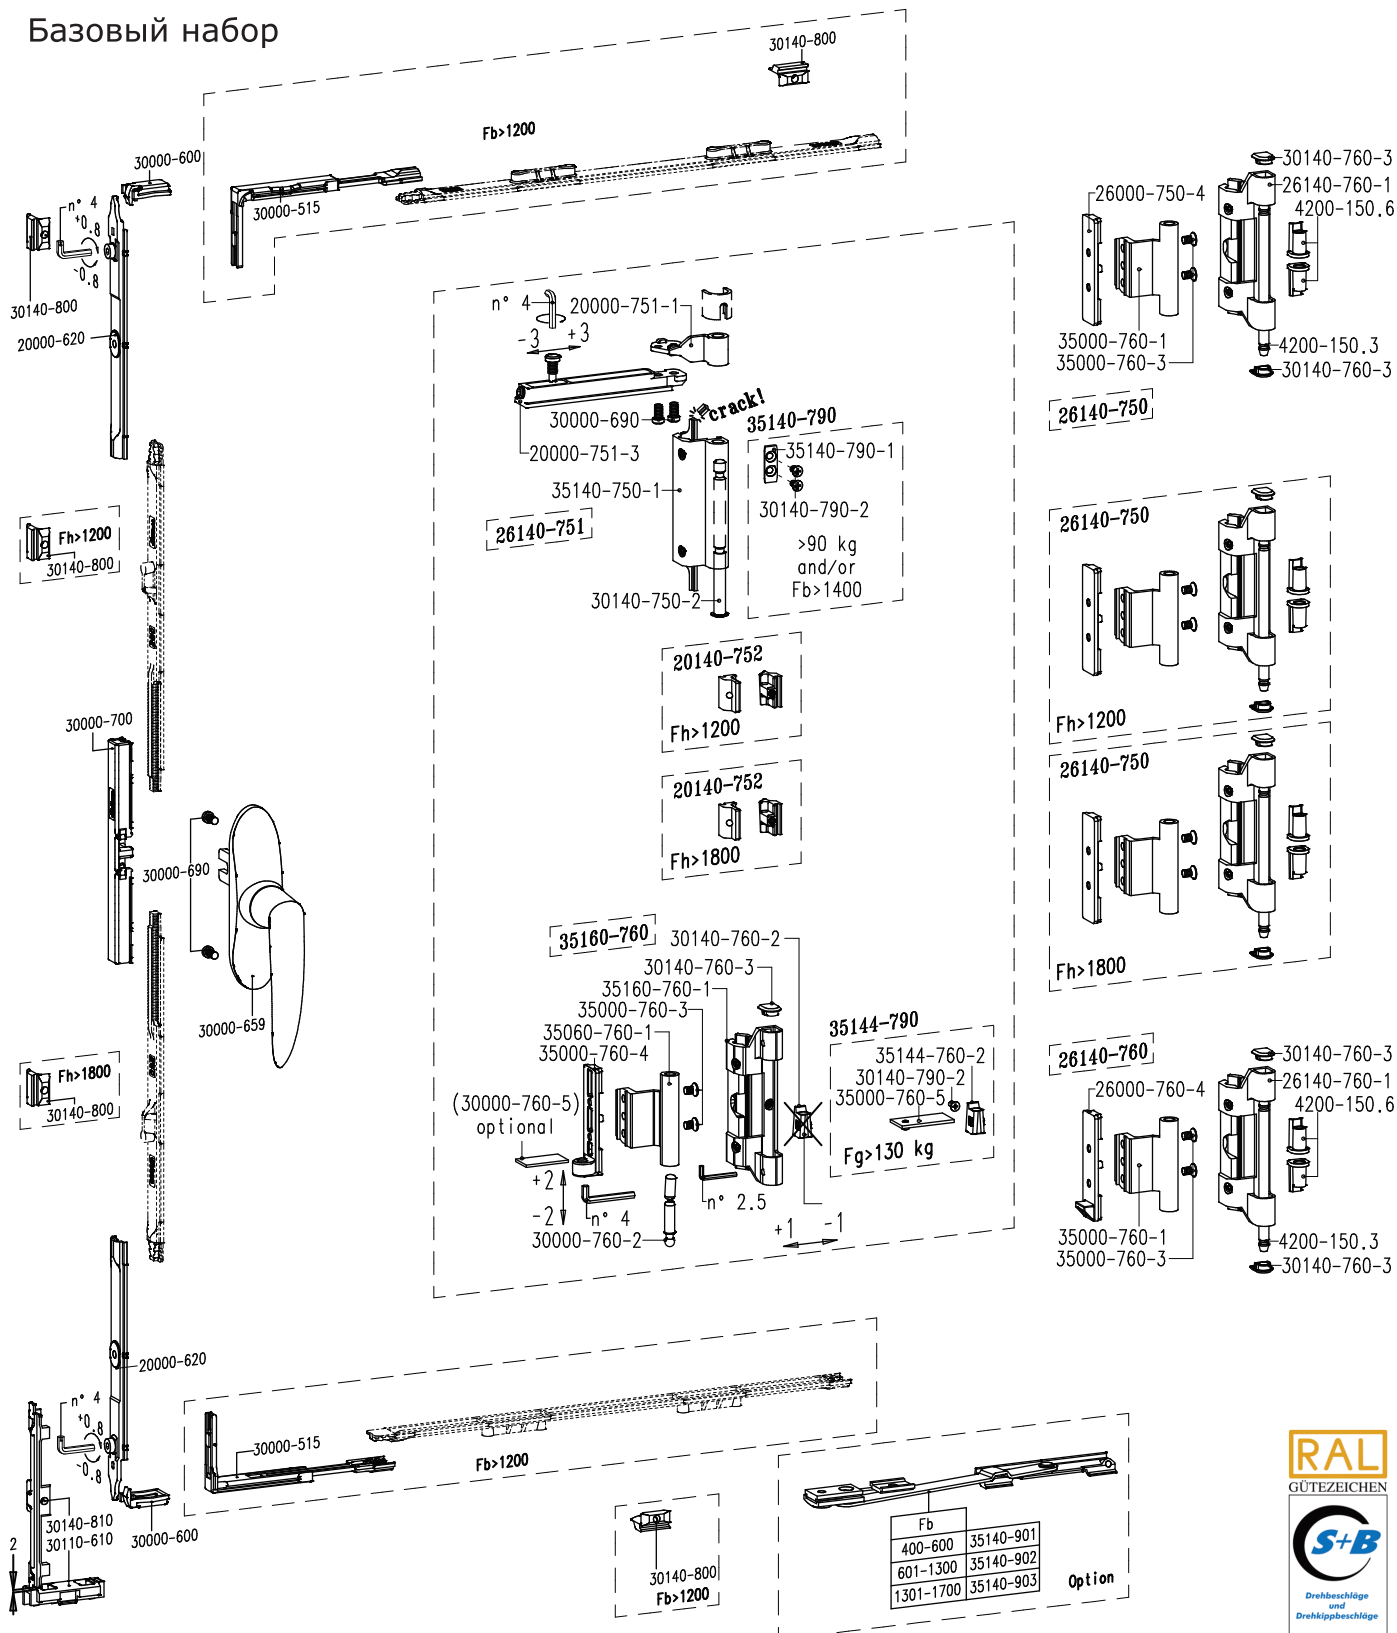 Базовый набор
30140-800
Fb>1200
30000-600
30000-515
n° 4
+0.8
-0.8
30140-800
20000-620
30140-760-3
26140-760-1
26000-750-4
4200-150.6
35000-760-1
35000-760-3
4200-150.3
30140-760-3
26140-750
n° 4
20000-751-1
-3 +3
30000-690
crack!
20000-751-3
35140-750-1
26140-751
30140-750-2
35140-790
35140-790-1
30140-790-2
>90 kg
and/or
Fb>1400
Fh>1200
30140-800
26140-750
Fh>1200
20140-752
Fh>1200
20140-752
Fh>1800
26140-750
Fh>1800
30000-700
30000-690
30000-659
Fh>1800
30140-800
35160-760
30140-760-2
30140-760-3
35160-760-1
35000-760-3
35060-760-1
35000-760-4
(30000-760-5)
optional
+2
-2
n° 4
30000-760-2
n° 2.5
+1 -1
35144-790
35144-760-2
30140-790-2
35000-760-5
Fg>130 kg
26140-760
30140-760-3
26140-760-1
26000-760-4
4200-150.6
35000-760-1
35000-760-3
4200-150.3
30140-760-3
20000-620
n° 4
+0.8
-0.8
30000-515
Fb>1200
30140-810
30110-610
30000-600
2
30140-800
Fb>1200
Fb
400-600 35140-901
601-1300 35140-902
1301-1700 35140-903
Option
RAL
GÜTEZEICHEN
S+B
Drehbeschläge
und
Drehkippbeschläge